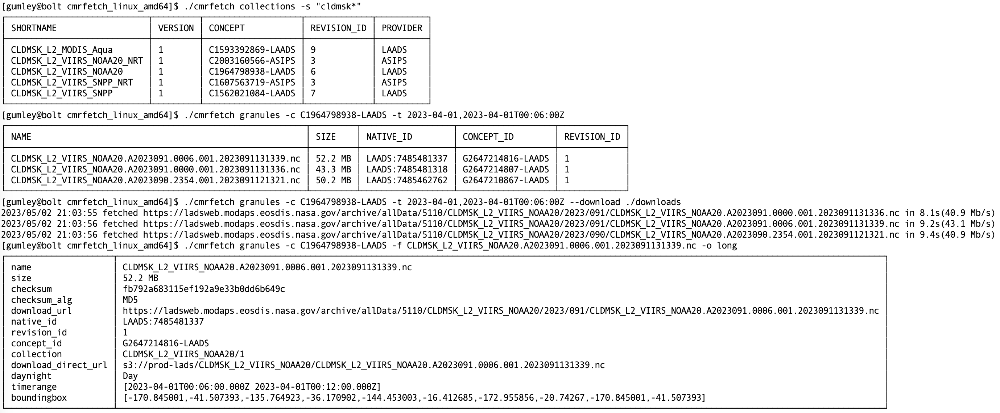 [gumley@bolt cmrfetch_linux_amd64]$ ./cmrfetch collections -s "cldmsk*"
SHORTNAME VERSION CONCEPT REVISION_ID PROVIDER
CLDMSK_L2_MODIS_Aqua 1 C1593392869-LAADS 9 LAADS
CLDMSK_L2_VIIRS_NOAA20_NRT 1 C2003160566-ASIPS 3 ASIPS
CLDMSK_L2_VIIRS_NOAA20 1 C1964798938-LAADS 6 LAADS
CLDMSK_L2_VIIRS_SNPP_NRT 1 C1607563719-ASIPS 3 ASIPS
CLDMSK_L2_VIIRS_SNPP 1 C1562021084-LAADS 7 LAADS
[gumley@bolt cmrfetch_linux_amd64]$ ./cmrfetch granules -c C1964798938-LAADS -t 2023-04-01,2023-04-01T00:06:00Z
NAME SIZE NATIVE_ID CONCEPT_ID REVISION_ID
CLDMSK_L2_VIIRS_NOAA20.A2023091.0006.001.2023091131339.nc 52.2 MB LAADS:7485481337 G2647214816-LAADS 1
CLDMSK_L2_VIIRS_NOAA20.A2023091.0000.001.2023091131336.nc 43.3 MB LAADS:7485481318 G2647214807-LAADS 1
CLDMSK_L2_VIIRS_NOAA20.A2023090.2354.001.2023091121321.nc 50.2 MB LAADS:7485462762 G2647210867-LAADS 1
[gumley@bolt cmrfetch_linux_amd64]$ ./cmrfetch granules -c C1964798938-LAADS -t 2023-04-01,2023-04-01T00:06:00Z --download ./downloads
2023/05/02 21:03:55 fetched https://ladsweb.modaps.eosdis.nasa.gov/archive/allData/5110/CLDMSK_L2_VIIRS_NOAA20/2023/091/CLDMSK_L2_VIIRS_NOAA20.A2023091.0000.001.2023091131336.nc in 8.1s(40.9 Mb/s)
2023/05/02 21:03:56 fetched https://ladsweb.modaps.eosdis.nasa.gov/archive/allData/5110/CLDMSK_L2_VIIRS_NOAA20/2023/091/CLDMSK_L2_VIIRS_NOAA20.A2023091.0006.001.2023091131339.nc in 9.2s(43.1 Mb/s)
2023/05/02 21:03:56 fetched https://ladsweb.modaps.eosdis.nasa.gov/archive/allData/5110/CLDMSK_L2_VIIRS_NOAA20/2023/090/CLDMSK_L2_VIIRS_NOAA20.A2023090.2354.001.2023091121321.nc in 9.4s(40.9 Mb/s)
[gumley@bolt cmrfetch_linux_amd64]$ ./cmrfetch granules -c C1964798938-LAADS -f CLDMSK_L2_VIIRS_NOAA20.A2023091.0006.001.2023091131339.nc -o long
name CLDMSK_L2_VIIRS_NOAA20.A2023091.0006.001.2023091131339.nc
size 52.2 MB
checksum fb792a683115ef192a9e33b0dd6b649c
checksum_alg MD5
download_url https://ladsweb.modaps.eosdis.nasa.gov/archive/allData/5110/CLDMSK_L2_VIIRS_NOAA20/2023/091/CLDMSK_L2_VIIRS_NOAA20.A2023091.0006.001.2023091131339.nc
native_id LAADS:7485481337
revision_id 1
concept_id G2647214816-LAADS
collection CLDMSK_L2_VIIRS_NOAA20/1
download_direct_url s3://prod-lads/CLDMSK_L2_VIIRS_NOAA20/CLDMSK_L2_VIIRS_NOAA20.A2023091.0006.001.2023091131339.nc
daynight Day
timerange [2023-04-01T00:06:00.000Z 2023-04-01T00:12:00.000Z]
boundingbox [-170.845001,-41.507393,-135.764923,-36.170902,-144.453003,-16.412685,-172.955856,-20.74267,-170.845001,-41.507393]